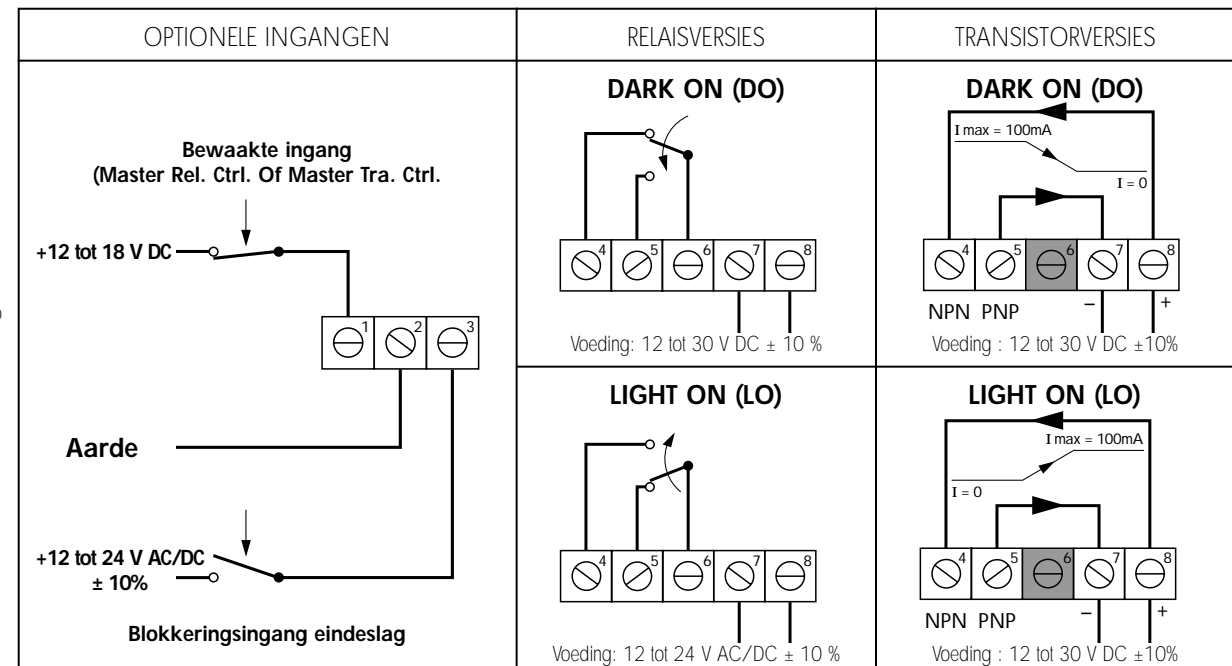 OPTIONELE INGANGEN
RELAISVERSIES
TRANSISTORVERSIES
Bewaakte ingang
(Master Rel. Ctrl. Of Master Tra. Ctrl.
+12 tot 18 V DC
1 2 3
Aarde
+12 tot 24 V AC/DC
± 10%
Blokkeringsingang eindeslag
DARK ON (DO)
4 5 6 7 8
Voeding: 12 tot 30 V DC ± 10 %
DARK ON (DO)
I max = 100mA
I = 0
4 5 6 7 8
NPN PNP – +
Voeding : 12 tot 30 V DC ±10%
LIGHT ON (LO)
4 5 6 7 8
Voeding: 12 tot 24 V AC/DC ± 10 %
LIGHT ON (LO)
I max = 100mA
I = 0
4 5 6 7 8
NPN PNP – +
Voeding : 12 tot 30 V DC ±10%